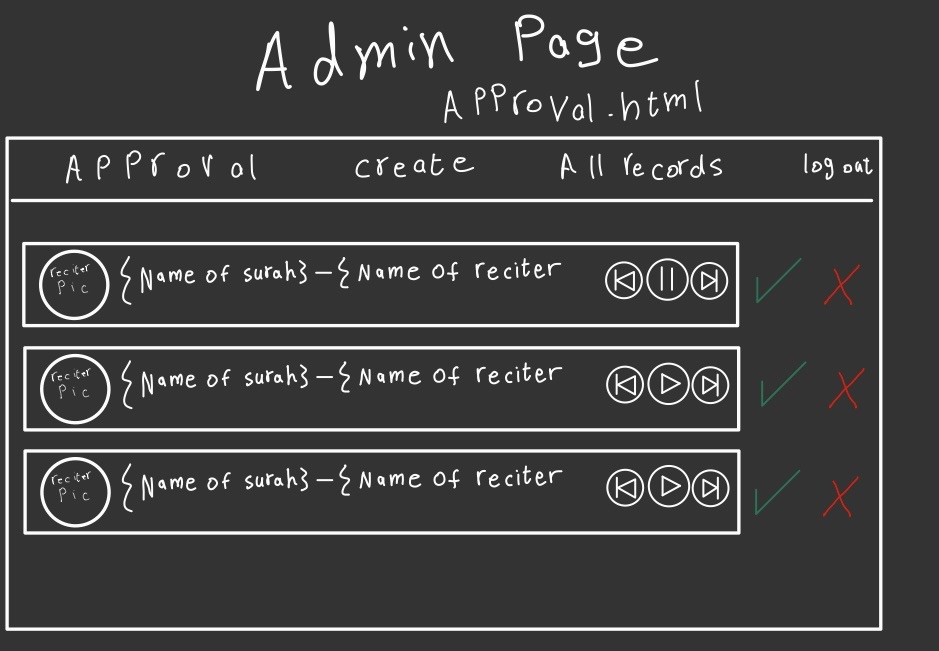 Admin Page
APProval.html
APProval create All records log out
reciter
Pic
{Name of surah} - { Name of reciter
reciter
Pic
{Name of surah} - { Name of reciter
reciter
Pic
{Name of surah} - { Name of reciter